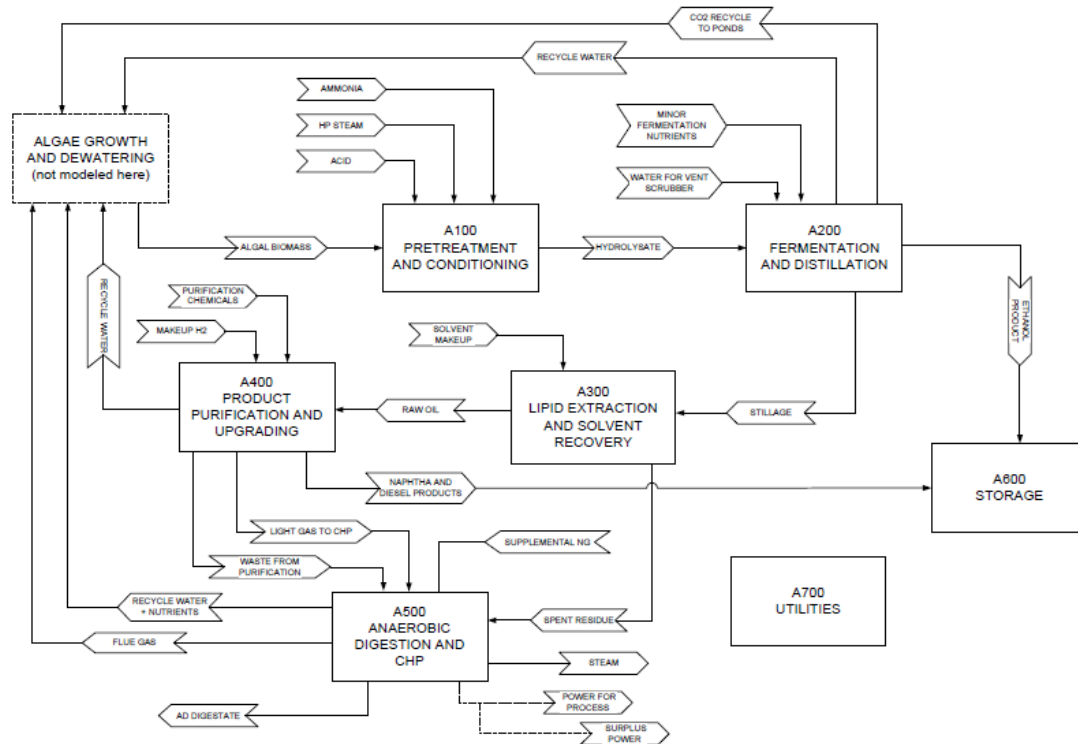 CO2 RECYCLE
TO PONDS
RECYCLE WATER
AMMONIA
HP STEAM
ACID
MINOR
FERMENTATION
NUTRIENTS
WATER FOR VENT
SCRUBBER
ALGAE GROWTH
AND DEWATERING
(not modeled here)
ALGAL BIOMASS
A100
PRETREATMENT
AND CONDITIONING
HYDROLYSATE
A200
FERMENTATION
AND DISTILLATION
RECYCLE WATER
PURIFICATION
CHEMICALS
MAKEUP H2
SOLVENT
MAKEUP
ETHANOL
PRODUCT
A400
PRODUCT
PURIFICATION AND
UPGRADING
RAW OIL
A300
LIPID EXTRACTION
AND SOLVENT
RECOVERY
STILLAGE
NAPHTHA AND
DIESEL PRODUCTS
A600
STORAGE
LIGHT GAS TO CHP
SUPPLEMENTAL NG
WASTE FROM
PURIFICATION
A700
UTILITIES
RECYCLE WATER
+ NUTRIENTS
A500
ANAEROBIC
DIGESTION AND
CHP
SPENT RESIDUE
FLUE GAS
STEAM
AD DIGESTATE
POWER FOR
PROCESS
SURPLUS
POWER